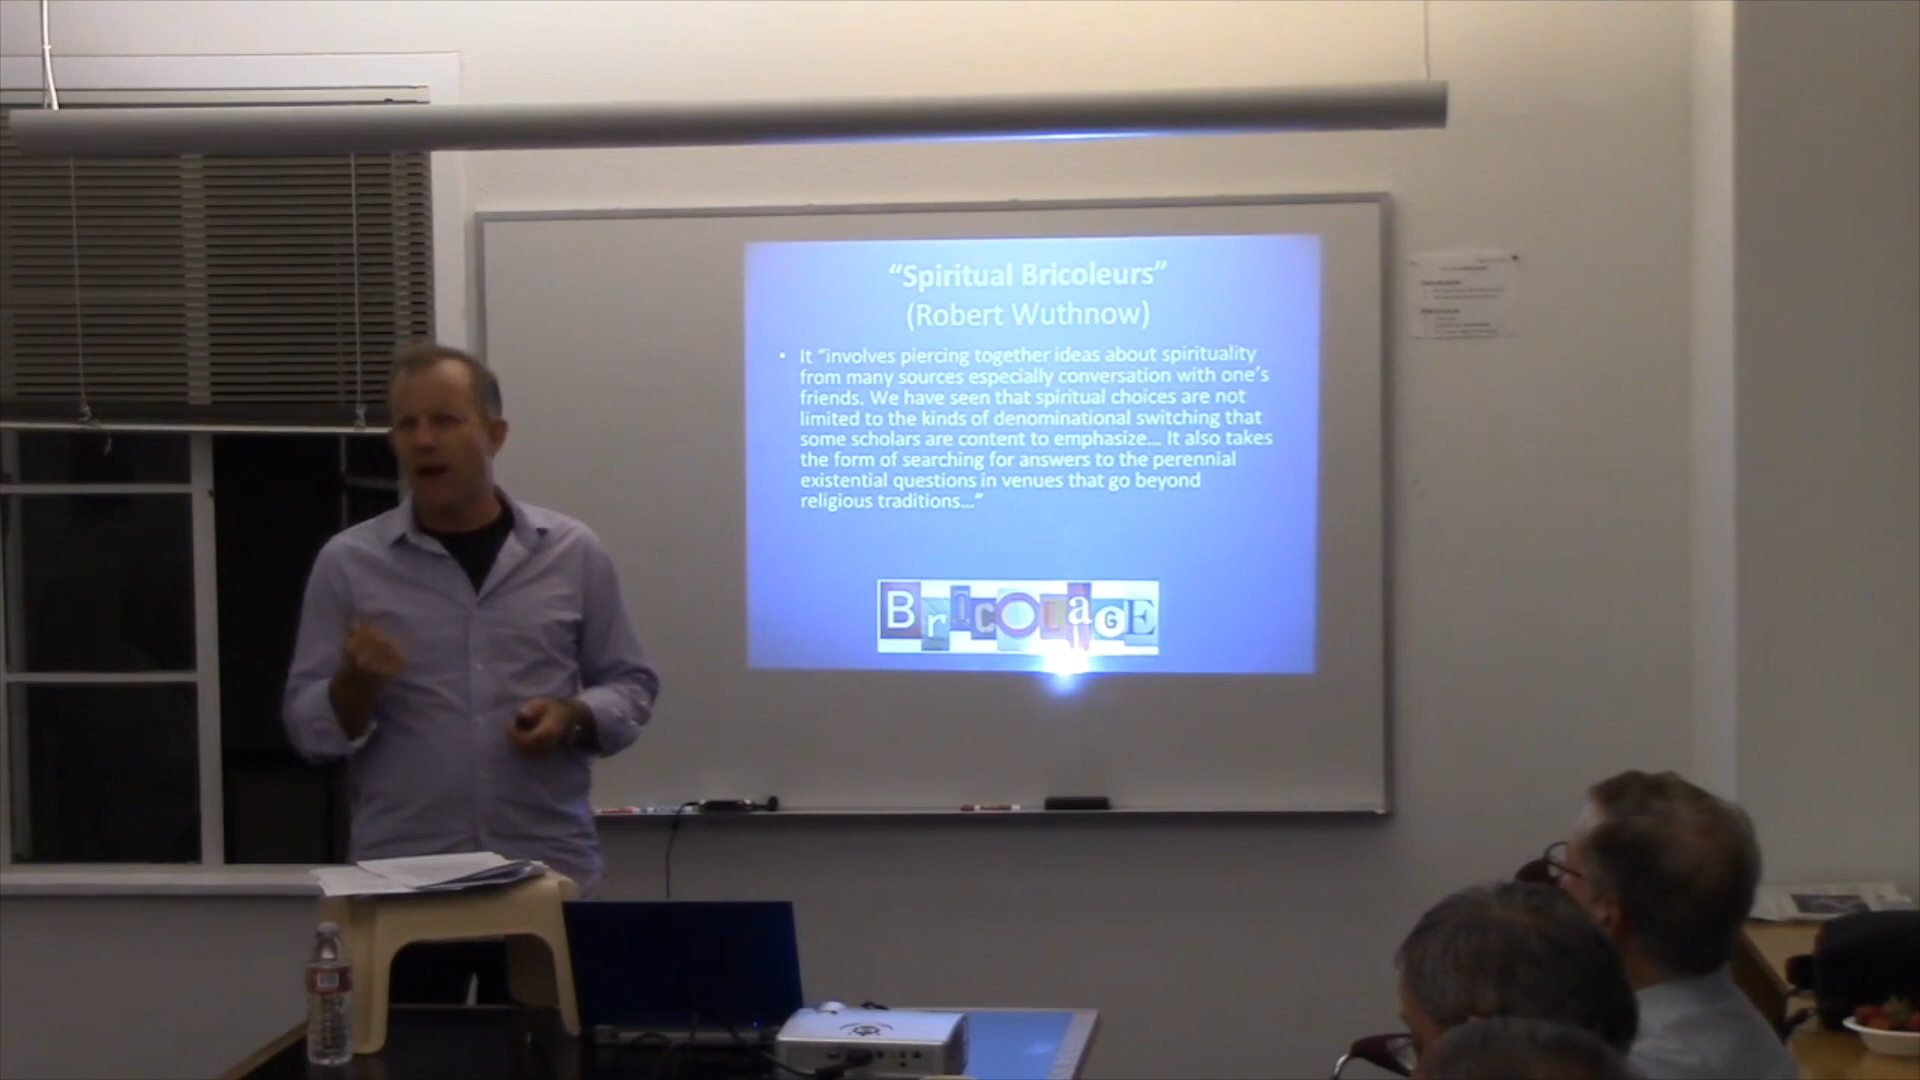 “Spiritual Bricoleurs”
(Robert Wuthnow)
• It “involves piercing together ideas about spirituality
from many sources especially conversation with one’s
friends. We have seen that spiritual choices are not
limited to the kinds of denominational switching that
some scholars are content to emphasize... It also takes
the form of searching for answers to the perennial
existential questions in venues that go beyond
religious traditions...”
BrICOLaGE